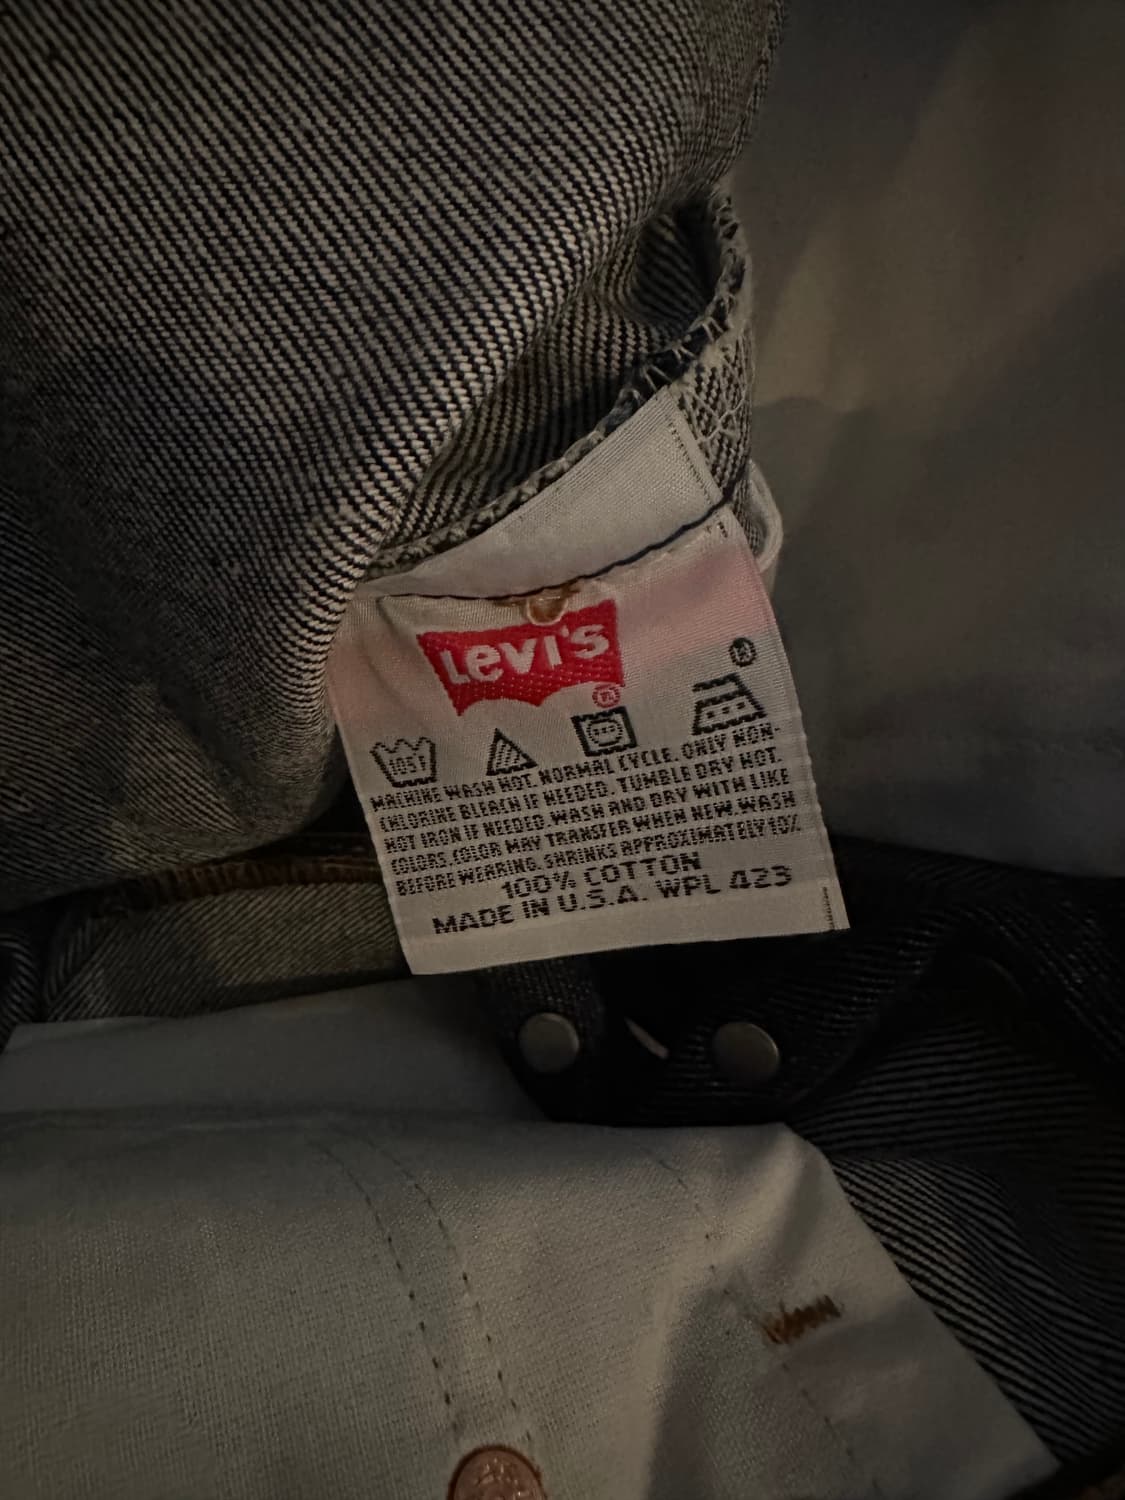 LEVI'S
®
105F
MACHINE WASH HOT, NORMAL CYCLE. ONLY NON-
CHLORINE BLEACH IF NEEDED. TUMBLE DRY HOT.
HOT IRON IF NEEDED. WASH AND DRY WITH LIKE
COLORS. COLOR MAY TRANSFER WHEN NEW. WASH
BEFORE WEARING. SHRINKS APPROXIMATELY 10%
100% COTTON
MADE IN U.S.A. WPL 423